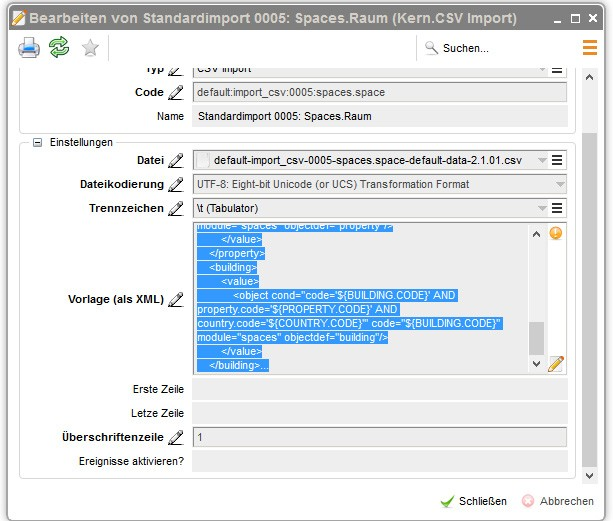 Bearbeiten von Standardimport 0005: Spaces.Raum (Kern.CSV Import)
Suchen...
Typ CSV Import
Code default:import_csv:0005:spaces.space
Name Standardimport 0005: Spaces.Raum
Einstellungen
Datei default-import_csv-0005-spaces.space-default-data-2.1.01.csv
Dateikodierung UTF-8: Eight-bit Unicode (or UCS) Transformation Format
Trennzeichen \t (Tabulator)
Vorlage (als XML)
module="spaces" objectdef="property"/>
</value>
</property>
<building>
<value>
<object cond="code='${BUILDING.CODE}' AND
property.code='${PROPERTY.CODE}' AND
country.code='${COUNTRY.CODE}'" code="${BUILDING.CODE}"
module="spaces" objectdef="building"/>
</value>
</building>...
Erste Zeile
Letze Zeile
Überschriftenzeile 1
Ereignisse aktivieren?
Schließen Abbrechen